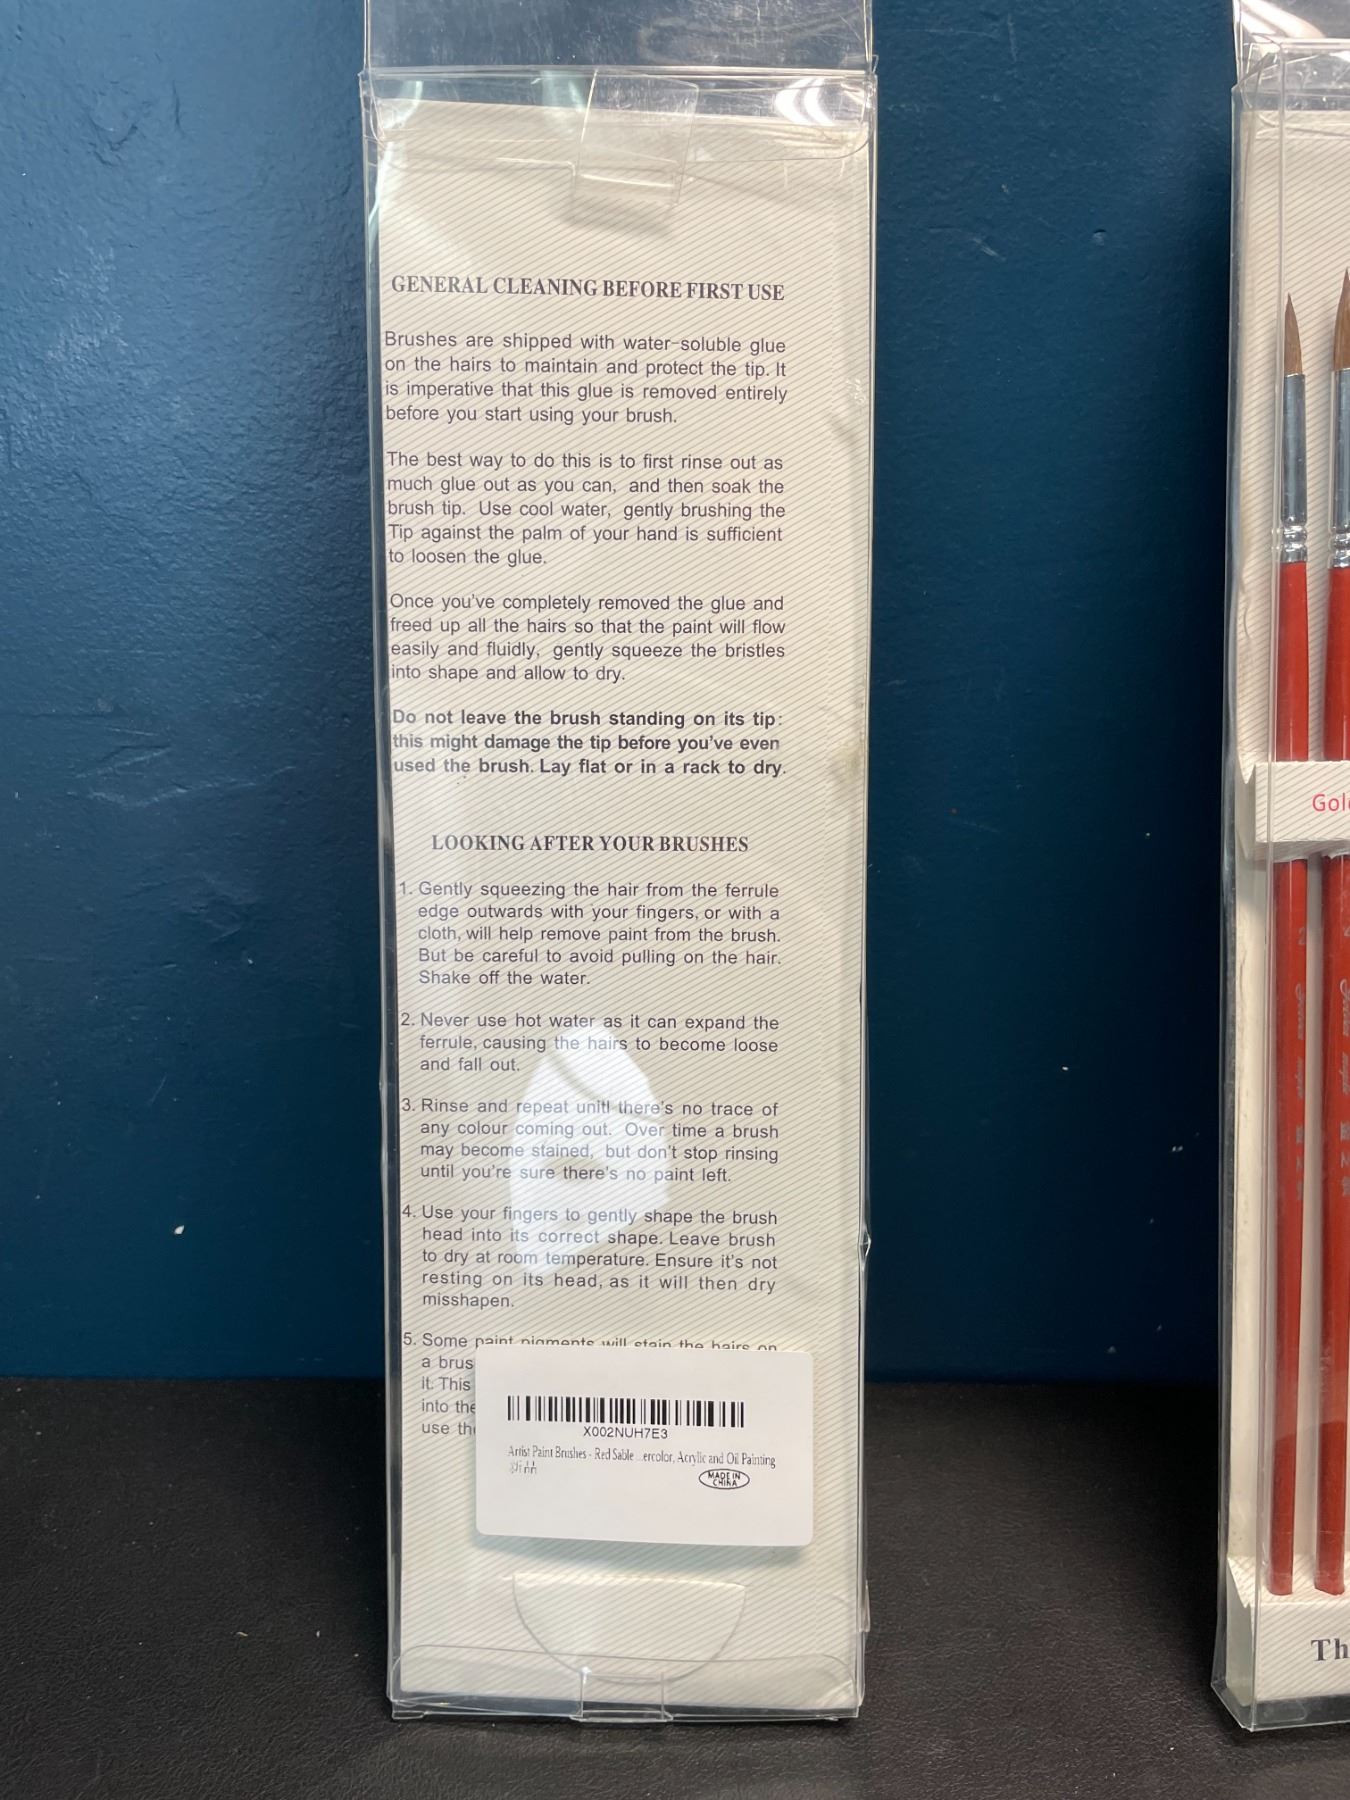 GENERAL CLEANING BEFORE FIRST USE
Brushes are shipped with water-soluble glue
on the hairs to maintain and protect the tip. It
is imperative that this glue is removed entirely
before you start using your brush.
The best way to do this is to first rinse out as
much glue out as you can, and then soak the
brush tip. Use cool water, gently brushing the
Tip against the palm of your hand is sufficient
to loosen the glue.
Once you've completely removed the glue and
freed up all the hairs so that the paint will flow
easily and fluidly, gently squeeze the bristles
into shape and allow to dry.
Do not leave the brush standing on its tip:
this might damage the tip before you've even
used the brush. Lay flat or in a rack to dry.
LOOKING AFTER YOUR BRUSHES
1. Gently squeezing the hair from the ferrule
edge outwards with your fingers, or with a
cloth, will help remove paint from the brush.
But be careful to avoid pulling on the hair.
Shake off the water.
2. Never use hot water as it can expand the
ferrule, causing the hairs to become loose
and fall out.
3. Rinse and repeat unitl there's no trace of
any colour coming out. Over time a brush
may become stained, but don't stop rinsing
until you're sure there's no paint left.
4. Use your fingers to gently shape the brush
head into its correct shape. Leave brush
to dry at room temperature. Ensure it's not
resting on its head, as it will then dry
misshapen.
5. Some paint pigments will stain the hairs on
a brus
it. This
into the
use th
X002NUH7E3
Artist Paint Brushes - Red Sable ...ercolor, Acrylic and Oil Painting
MADE IN
CHINA
Gol
Th